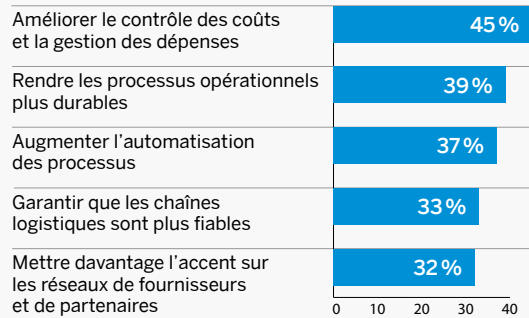 Améliorer le contrôle des coûts
et la gestion des dépenses
45 %
Rendre les processus opérationnels
plus durables
39 %
Augmenter l’automatisation
des processus
37 %
Garantir que les chaînes
logistiques sont plus fiables
33 %
Mettre davantage l’accent sur
les réseaux de fournisseurs
et de partenaires
32 %
0 10 20 30 40